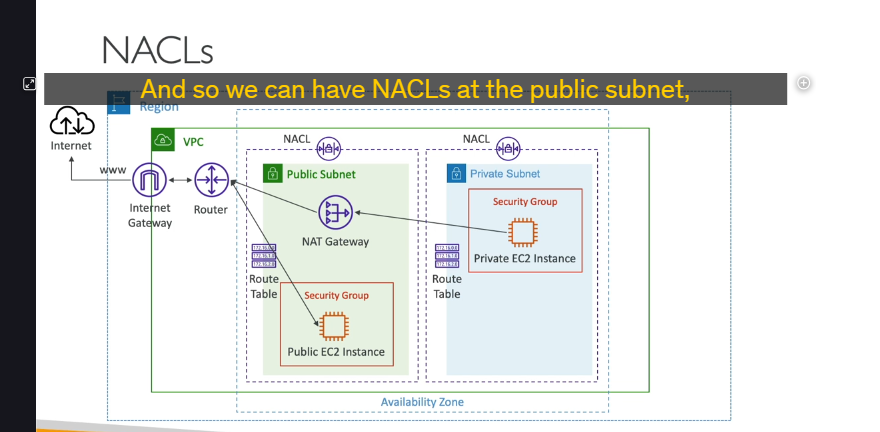 NACLs
And so we can have NACLs at the public subnet,
Region
Internet
VPC
NACL
NACL
www
Public Subnet
Private Subnet
Security Group
Internet
Gateway
Router
NAT Gateway
Private EC2 Instance
Route
Table
Route
Table
Security Group
Public EC2 Instance
Availability Zone